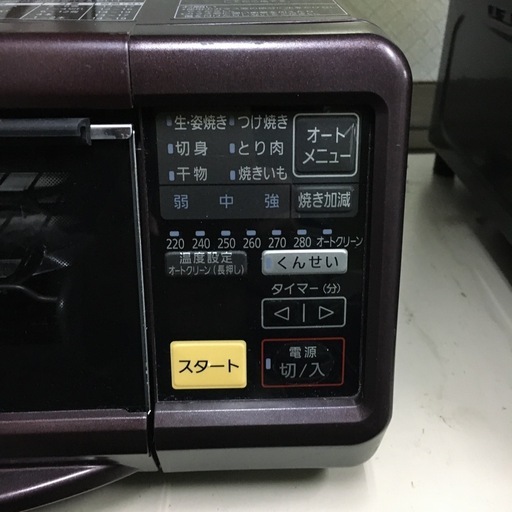 生・姿焼き つけ焼き
切身 とり肉
干物 焼きいも
オート
メニュー
弱 中 強 焼き加減
220 240 250 260 270 280 オートクリーン
温度設定
オートクリーン(長押し)
くんせい
タイマー(分)
スタート
電源
切/入